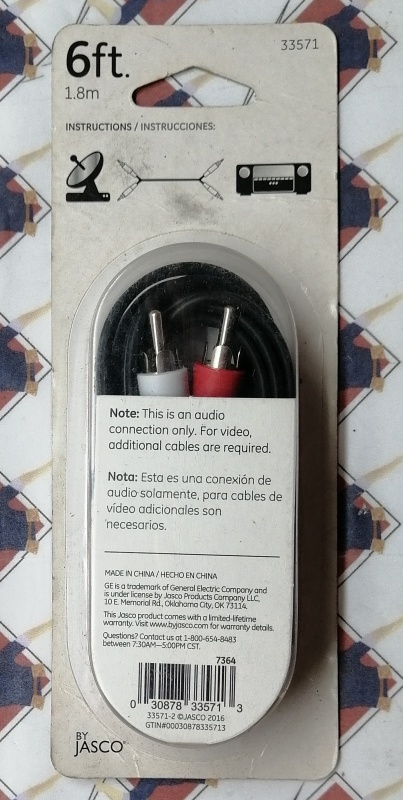 6ft.
33571
1.8m
INSTRUCTIONS / INSTRUCCIONES:
Note: This is an audio
connection only. For video,
additional cables are required.
Nota: Esta es una conexión de
audio solamente, para cables de
vídeo adicionales son
necesarios.
MADE IN CHINA / HECHO EN CHINA
GE is a trademark of General Electric Company and
is under license by Jasco Products Company LLC,
10 E. Memorial Rd., Oklahoma City, OK 73114.
This Jasco product comes with a limited-lifetime
warranty. Visit www.byjasco.com for warranty details.
Questions? Contact us at 1-800-654-8483
between 7:30AM—5:00PM CST.
7364
0 30878 33571 3
33571-2 ©JASCO 2016
GTIN#00030878335713
BY
JASCO